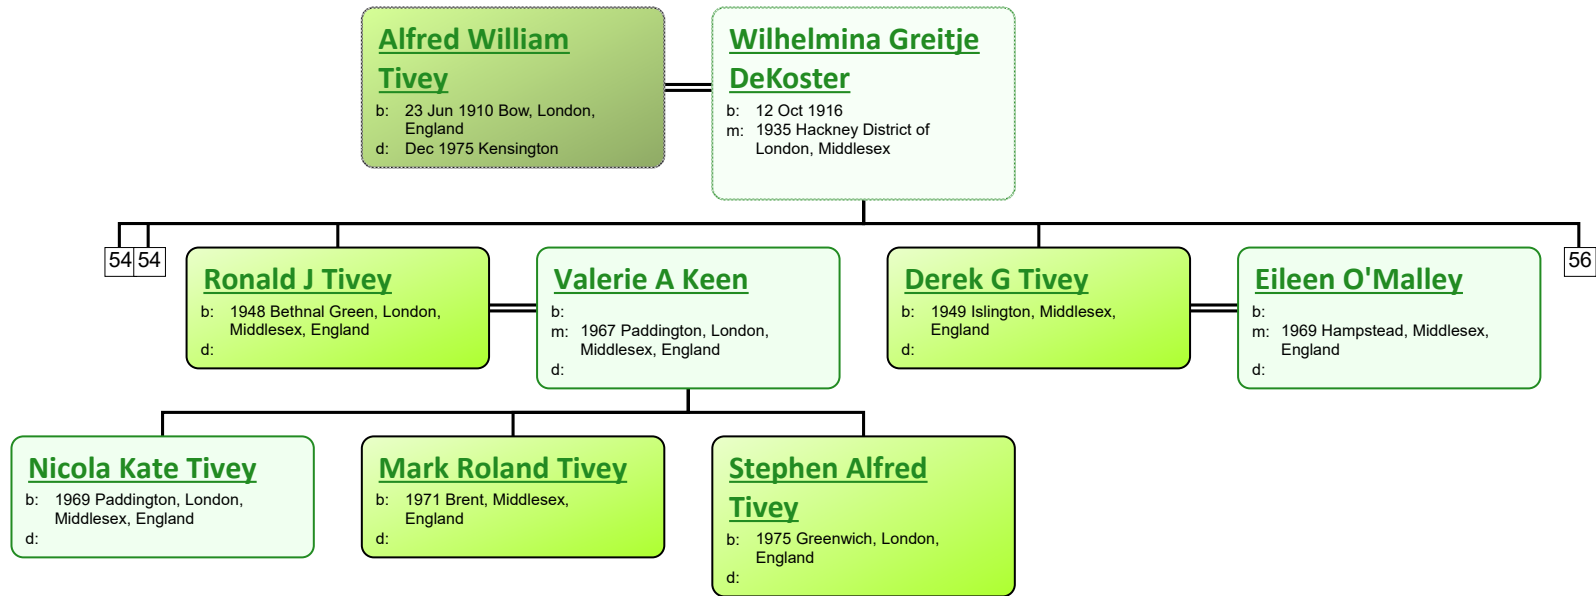 Alfred William
Tivey
b: 23 Jun 1910 Bow, London,
England
d: Dec 1975 Kensington
Wilhelmina Greitje
DeKoster
b: 12 Oct 1916
m: 1935 Hackney District of
London, Middlesex
54
54
Ronald J Tivey
b: 1948 Bethnal Green, London,
Middlesex, England
d:
Valerie A Keen
b:
m: 1967 Paddington, London,
Middlesex, England
d:
Derek G Tivey
b: 1949 Islington, Middlesex,
England
d:
Eileen O'Malley
b:
m: 1969 Hampstead, Middlesex,
England
d:
56
Nicola Kate Tivey
b: 1969 Paddington, London,
Middlesex, England
d:
Mark Roland Tivey
b: 1971 Brent, Middlesex,
England
d:
Stephen Alfred
Tivey
b: 1975 Greenwich, London,
England
d: